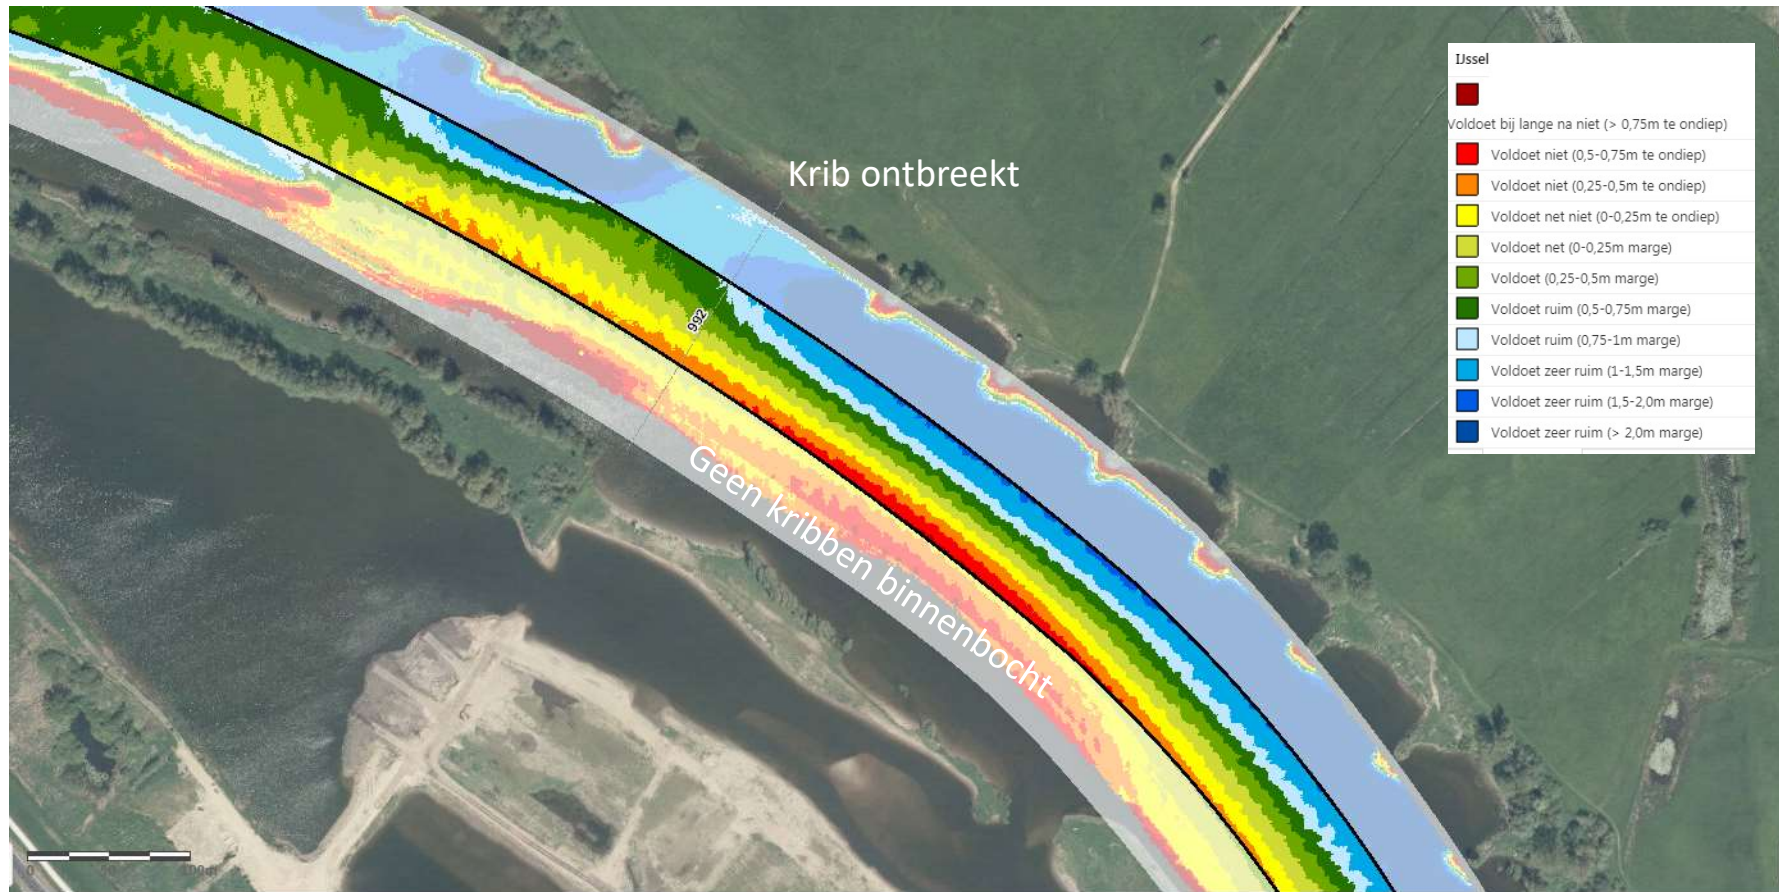 IJssel
Voldoet bij lange na niet (> 0,75m te ondiep)
Voldoet niet (0,5-0,75m te ondiep)
Voldoet niet (0,25-0,5m te ondiep)
Voldoet net niet (0-0,25m te ondiep)
Voldoet net (0-0,25m marge)
Voldoet (0,25-0,5m marge)
Voldoet ruim (0,5-0,75m marge)
Voldoet ruim (0,75-1m marge)
Voldoet zeer ruim (1-1,5m marge)
Voldoet zeer ruim (1,5-2,0m marge)
Voldoet zeer ruim (> 2,0m marge)
Krib ontbreekt
992
Geen kribben binnenbocht
0 50 100m